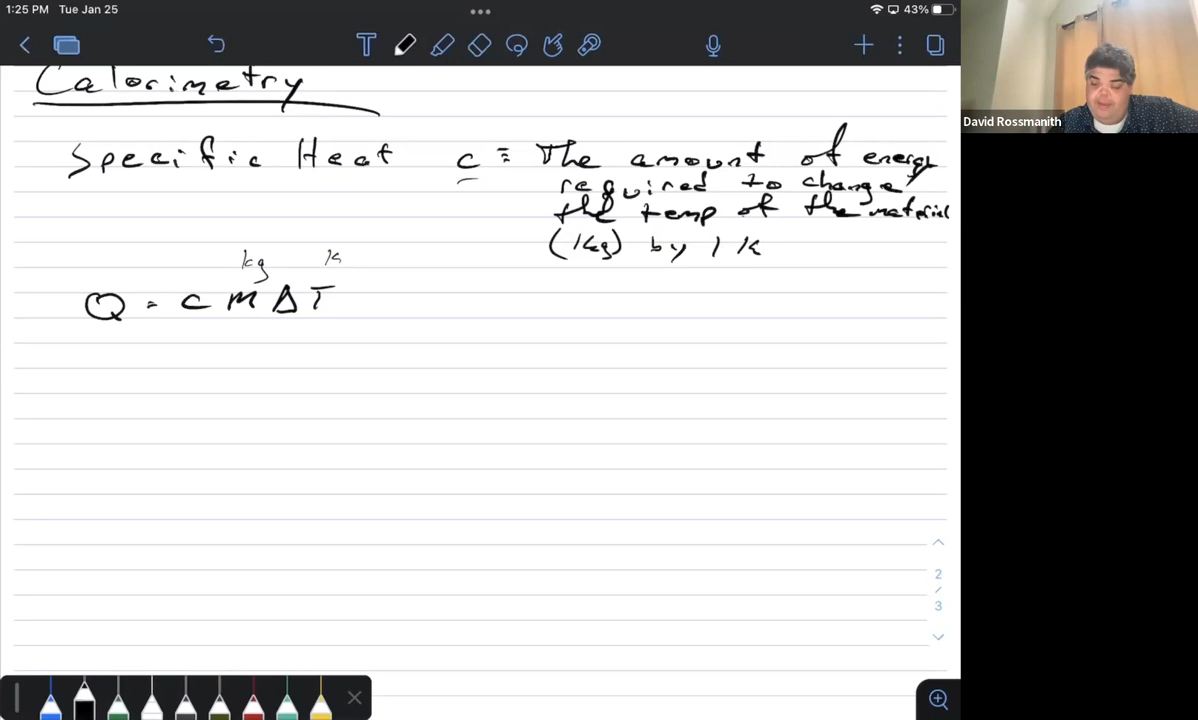 1:25 PM Tue Jan 25
43%
Calorimetry
David Rossmanith
Specific Heat c ≡ The amount of energy
required to change
the temp of the material
(1kg) by 1 K
kg K
Q = c m Δ T
T
2
/
3